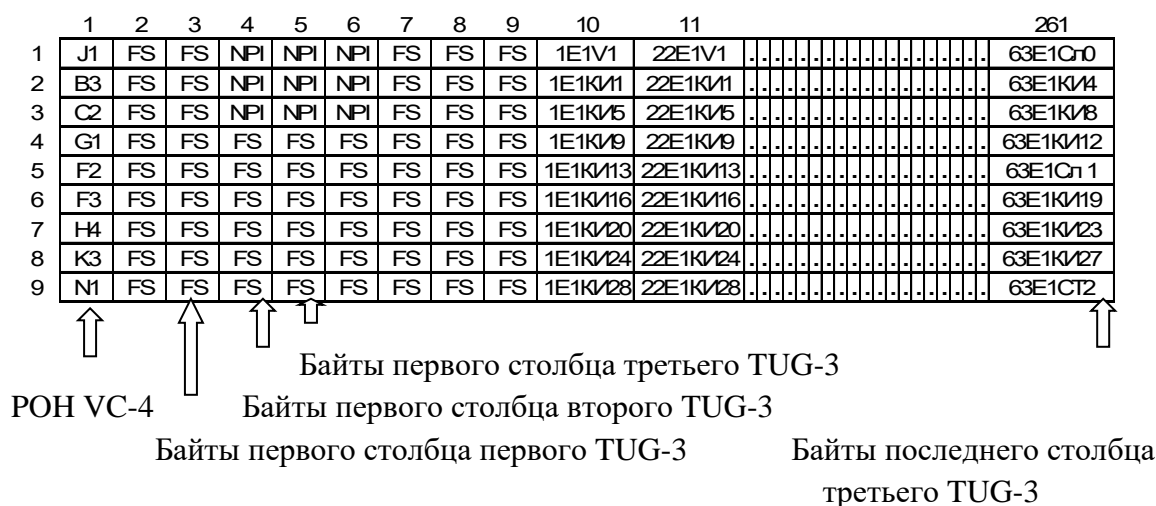 1 2 3 4 5 6 7 8 9 10 11 261
1 J1 FS FS NPI NPI NPI FS FS FS 1E1V1 22E1V1 63E1Сл0
2 B3 FS FS NPI NPI NPI FS FS FS 1E1КИ1 22E1КИ1 63E1КИ4
3 C2 FS FS NPI NPI NPI FS FS FS 1E1КИ5 22E1КИ5 63E1КИ8
4 G1 FS FS FS FS FS FS FS FS 1E1КИ9 22E1КИ9 63E1КИ12
5 F2 FS FS FS FS FS FS FS FS 1E1КИ13 22E1КИ13 63E1Сл 1
6 F3 FS FS FS FS FS FS FS FS 1E1КИ16 22E1КИ16 63E1КИ19
7 H4 FS FS FS FS FS FS FS FS 1E1КИ20 22E1КИ20 63E1КИ23
8 K3 FS FS FS FS FS FS FS FS 1E1КИ24 22E1КИ24 63E1КИ27
9 N1 FS FS FS FS FS FS FS FS 1E1КИ28 22E1КИ28 63E1СТ2
Байты первого столбца третьего TUG-3
POH VC-4 Байты первого столбца второго TUG-3
Байты первого столбца первого TUG-3 Байты последнего столбца
третьего TUG-3